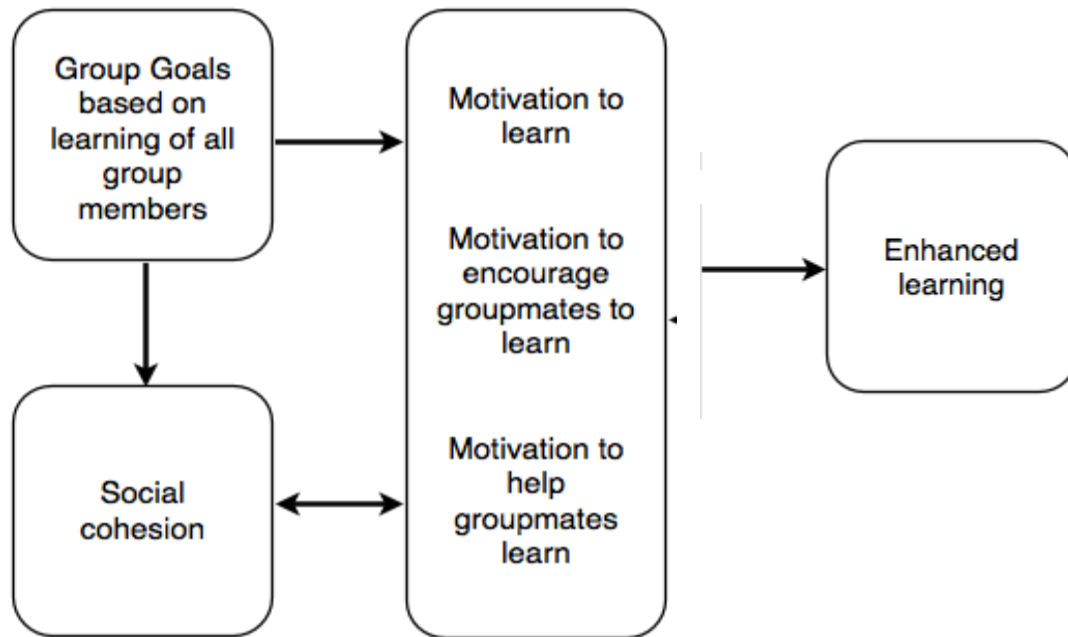 Group Goals
based on
learning of all
group
members
Motivation to
learn
Motivation to
encourage
groupmates to
learn
Enhanced
learning
Social
cohesion
Motivation to
help
groupmates
learn